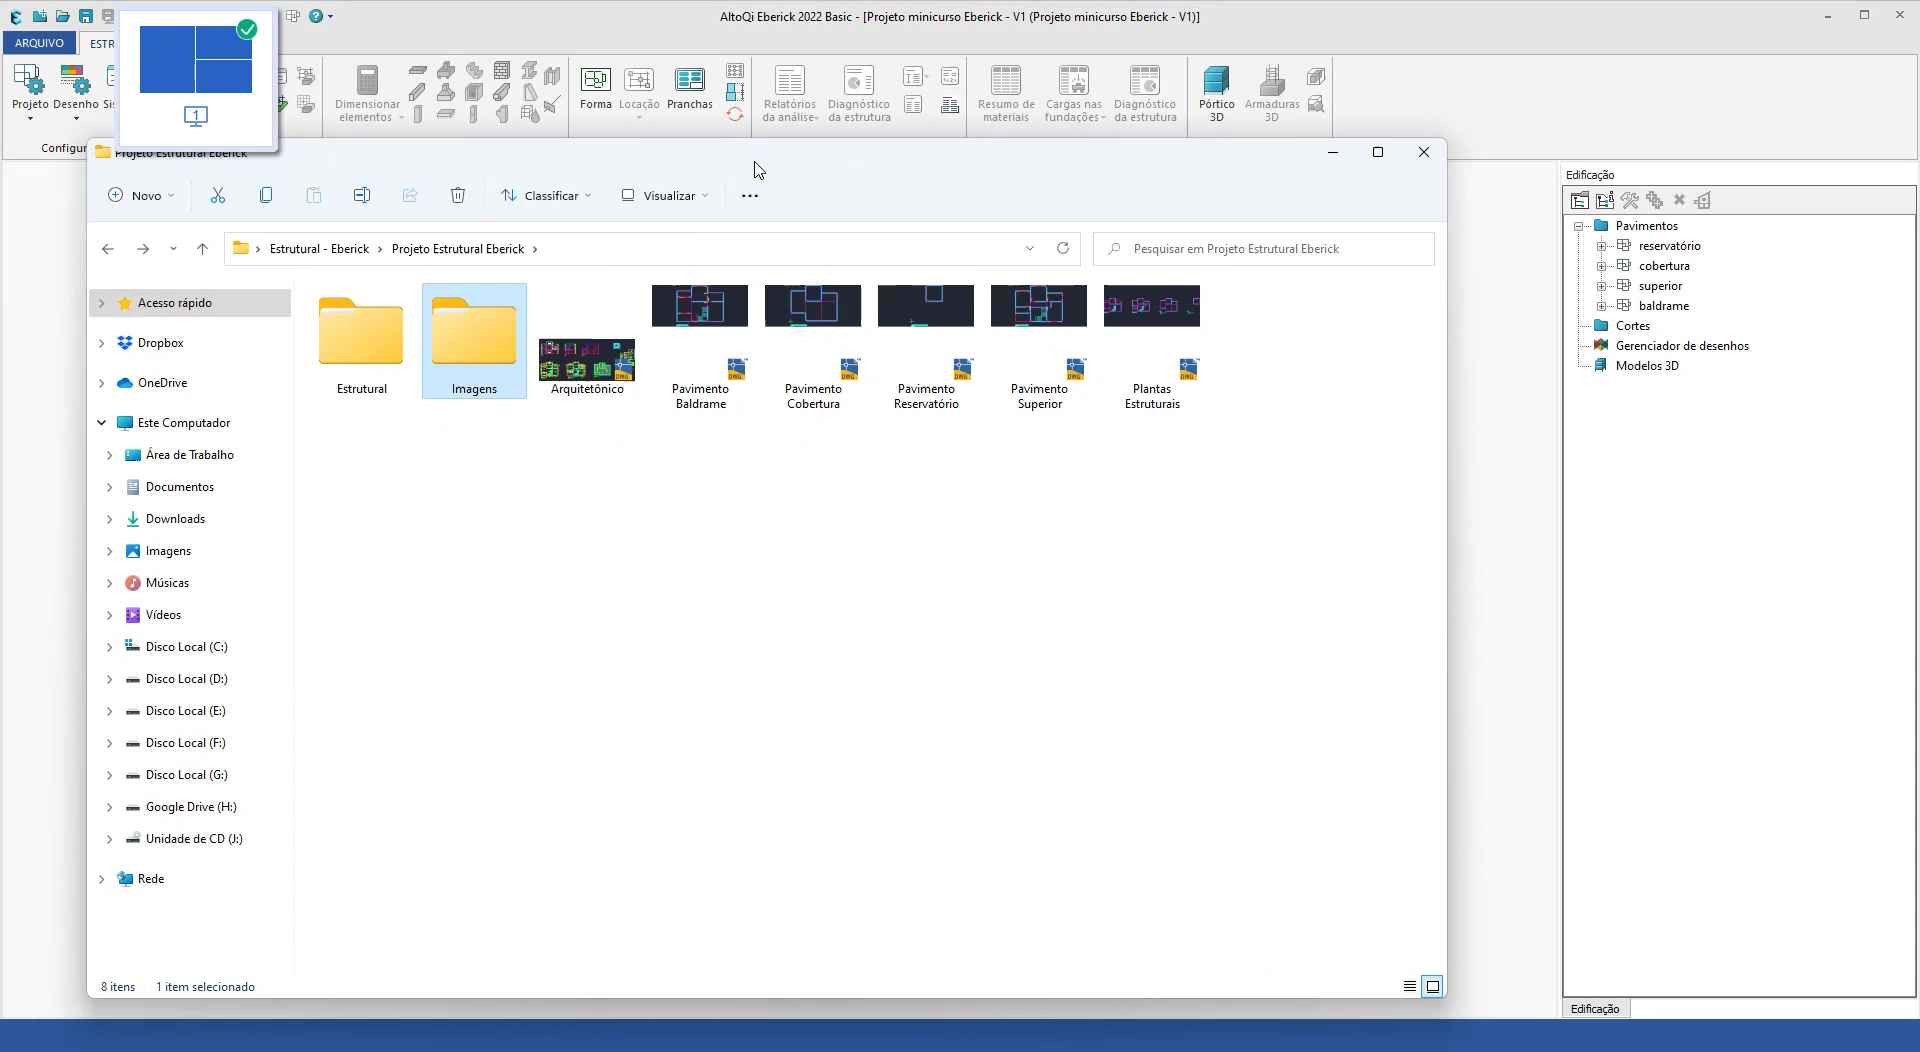 AltoQi Eberick 2022 Basic - [Projeto minicurso Eberick - V1 (Projeto minicurso Eberick - V1)]
ARQUIVO
ESTR
1
Projeto
Desenho
Configur
Dimensionar
elementos
Forma
Locação
Pranchas
Relatórios
da análise
Diagnóstico
da estrutura
Resumo de
materiais
Cargas nas
fundações
Diagnóstico
da estrutura
Pórtico
3D
Armaduras
3D
Projeto Estrutural Eberick
Novo
Classificar
Visualizar
Estrutural - Eberick
Projeto Estrutural Eberick
Pesquisar em Projeto Estrutural Eberick
Acesso rápido
Dropbox
OneDrive
Este Computador
Área de Trabalho
Documentos
Downloads
Imagens
Músicas
Vídeos
Disco Local (C:)
Disco Local (D:)
Disco Local (E:)
Disco Local (F:)
Disco Local (G:)
Google Drive (H:)
Unidade de CD (J:)
Rede
Estrutural
Imagens
Arquitetônico
Pavimento
Baldrame
Pavimento
Cobertura
Pavimento
Reservatório
Pavimento
Superior
Plantas
Estruturais
8 itens
1 item selecionado
Edificação
Pavimentos
reservatório
cobertura
superior
baldrame
Cortes
Gerenciador de desenhos
Modelos 3D
Edificação